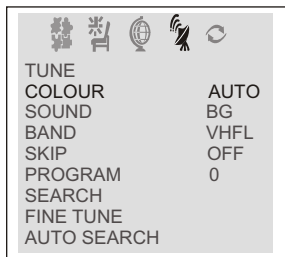 TUNE
COLOUR AUTO
SOUND BG
BAND VHFL
SKIP OFF
PROGRAM 0
SEARCH
FINE TUNE
AUTO SEARCH